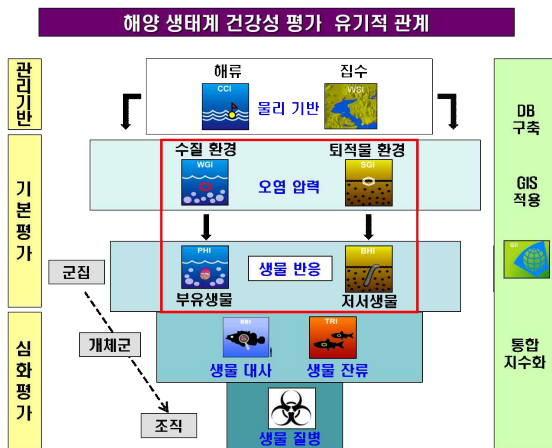 해양 생태계 건강성 평가 유기적 관계
관리기반
해류
집수
CCI
WSI
물리 기반
DB
구축
기본평가
수질 환경
퇴적물 환경
WGI
SGI
오염 압력
GIS
적용
PHI
BHI
생물 반응
부유생물
저서생물
군집
심화평가
개체군
조직
TRI
생물 대사
생물 잔류
통합
지수화
생물 질병